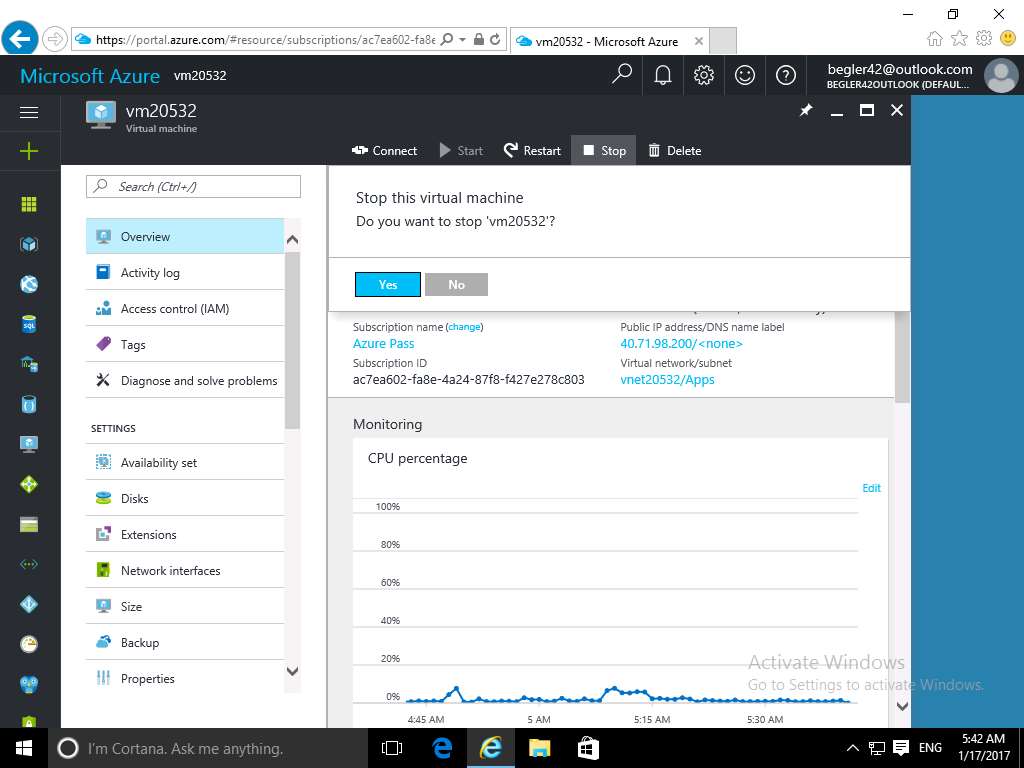 https://portal.azure.com/#resource/subscriptions/ac7ea602-fa8e
vm20532 - Microsoft Azure
Microsoft Azure vm20532
begler42@outlook.com
BEGLER42OUTLOOK (DEFAUL...
vm20532
Virtual machine
Connect Start Restart Stop Delete
Search (Ctrl+/)
Overview
Activity log
Access control (IAM)
Tags
Diagnose and solve problems
SETTINGS
Availability set
Disks
Extensions
Network interfaces
Size
Backup
Properties
SQL
Stop this virtual machine
Do you want to stop 'vm20532'?
Yes No
Subscription name (change)
Azure Pass
Subscription ID
ac7ea602-fa8e-4a24-87f8-f427e278c803
Public IP address/DNS name label
40.71.98.200/<none>
Virtual network/subnet
vnet20532/Apps
Monitoring
CPU percentage
Edit
100%
80%
60%
40%
20%
0%
4:45 AM 5 AM 5:15 AM 5:30 AM
Activate Windows
Go to Settings to activate Windows.
I'm Cortana. Ask me anything.
ENG
5:42 AM
1/17/2017